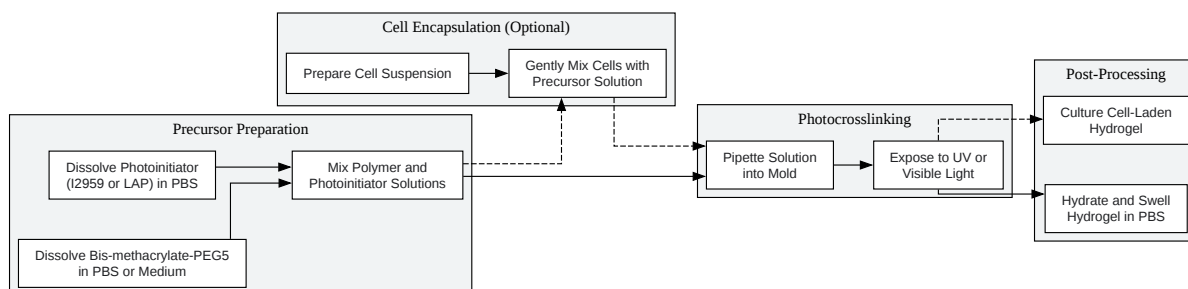 Cell Encapsulation (Optional)
Prepare Cell Suspension
Gently Mix Cells with
Precursor Solution
Precursor Preparation
Dissolve Photoinitiator
(I2959 or LAP) in PBS
Mix Polymer and
Photoinitiator Solutions
Dissolve Bis-methacrylate-PEG5
in PBS or Medium
Photocrosslinking
Pipette Solution
into Mold
Expose to UV or
Visible Light
Post-Processing
Culture Cell-Laden
Hydrogel
Hydrate and Swell
Hydrogel in PBS